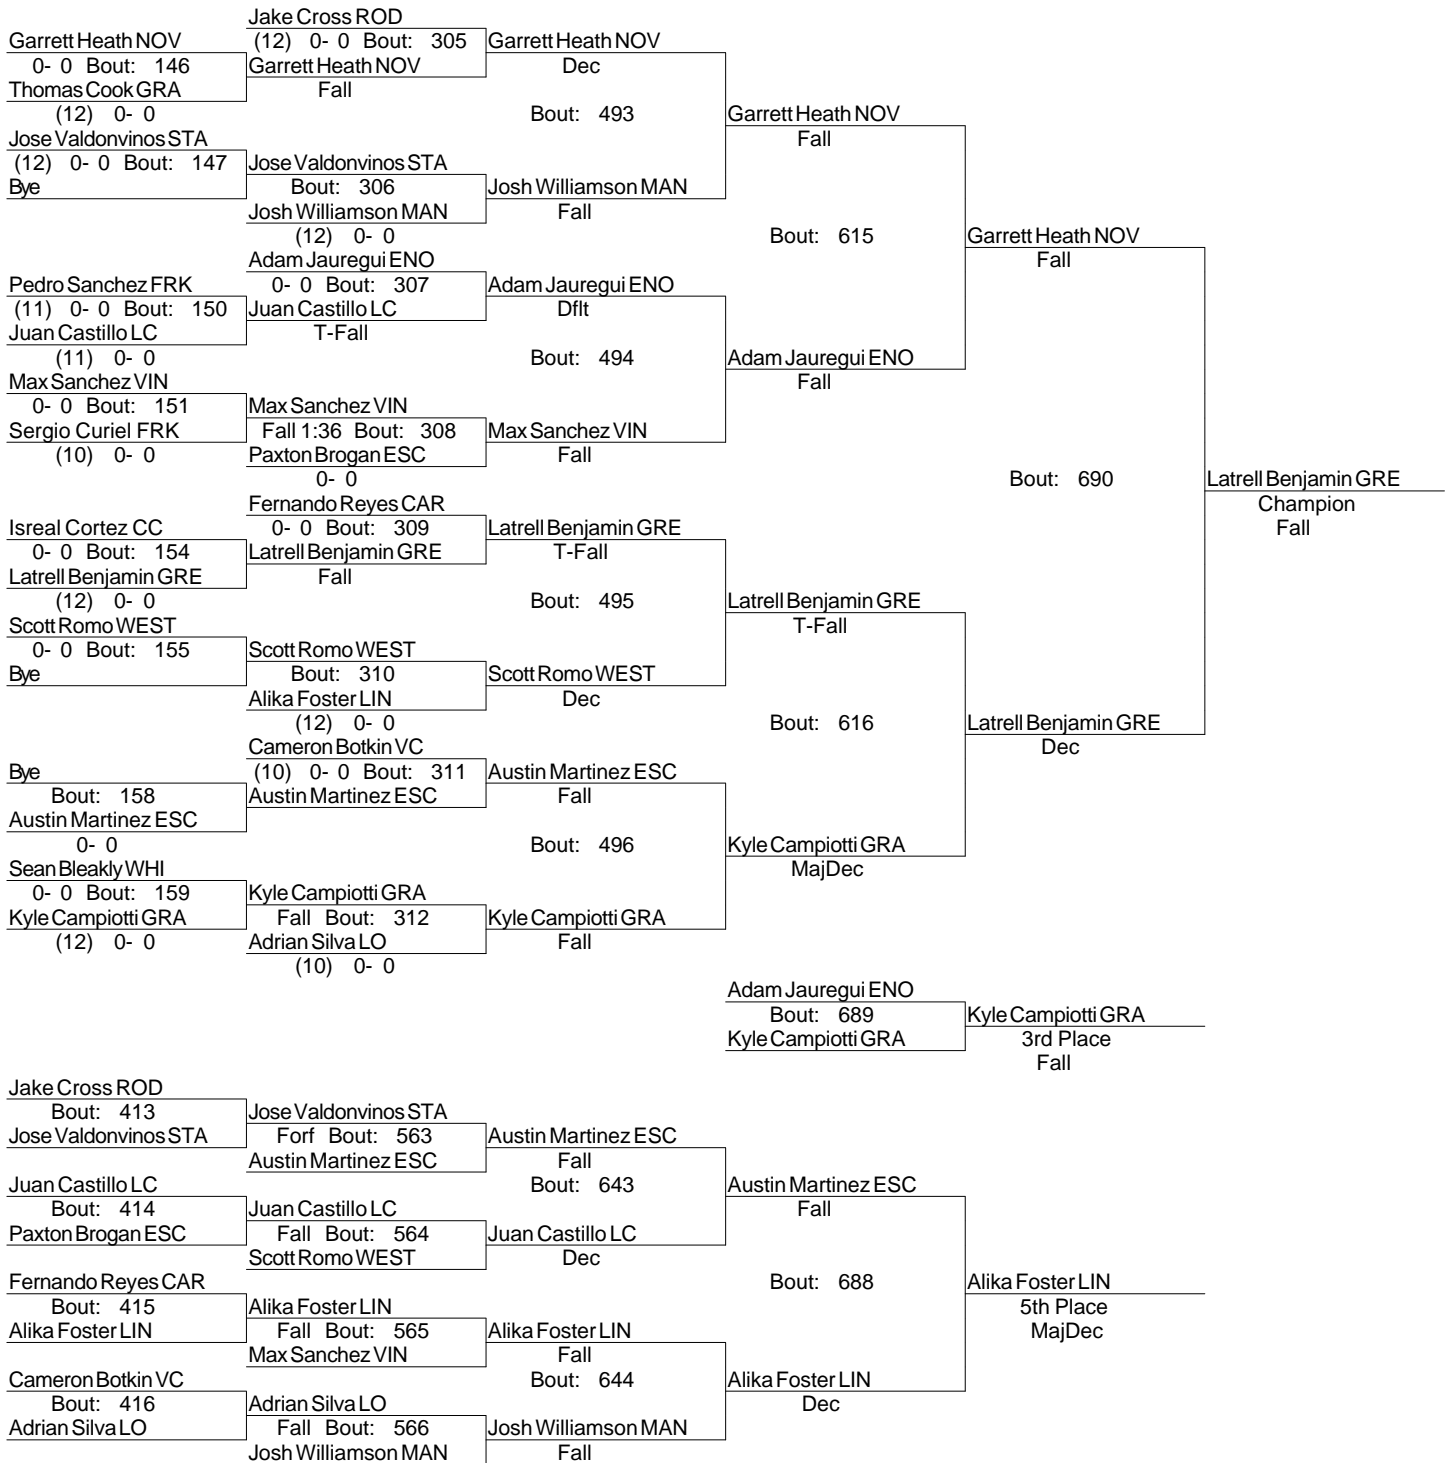 Jake Cross ROD
Garrett Heath NOV (12) 0- 0 Bout: 305 Garrett Heath NOV
0- 0 Bout: 146 Garrett Heath NOV Dec
Thomas Cook GRA Fall
(12) 0- 0 Bout: 493 Garrett Heath NOV
Jose Valdonvinos STA Fall
(12) 0- 0 Bout: 147 Jose Valdonvinos STA
Bye Bout: 306 Josh Williamson MAN
Josh Williamson MAN Fall
(12) 0- 0 Bout: 615 Garrett Heath NOV
Adam Jauregui ENO Fall
Pedro Sanchez FRK 0- 0 Bout: 307 Adam Jauregui ENO
(11) 0- 0 Bout: 150 Juan Castillo LC Dflt
Juan Castillo LC T-Fall
(11) 0- 0 Bout: 494 Adam Jauregui ENO
Max Sanchez VIN Fall
0- 0 Bout: 151 Max Sanchez VIN
Sergio Curiel FRK Fall 1:36 Bout: 308 Max Sanchez VIN
(10) 0- 0 Paxton Brogan ESC Fall
0- 0 Bout: 690 Latrell Benjamin GRE
Fernando Reyes CAR Champion
Isreal Cortez CC 0- 0 Bout: 309 Latrell Benjamin GRE Fall
0- 0 Bout: 154 Latrell Benjamin GRE T-Fall
Latrell Benjamin GRE Fall
(12) 0- 0 Bout: 495 Latrell Benjamin GRE
Scott Romo WEST T-Fall
0- 0 Bout: 155 Scott Romo WEST
Bye Bout: 310 Scott Romo WEST
Alika Foster LIN Dec
(12) 0- 0 Bout: 616 Latrell Benjamin GRE
Cameron Botkin VC Dec
Bye (10) 0- 0 Bout: 311 Austin Martinez ESC
Bout: 158 Austin Martinez ESC Fall
Austin Martinez ESC
0- 0 Bout: 496 Kyle Campiotti GRA
Sean Bleakly WHI MajDec
0- 0 Bout: 159 Kyle Campiotti GRA
Kyle Campiotti GRA Fall Bout: 312 Kyle Campiotti GRA
(12) 0- 0 Adrian Silva LO Fall
(10) 0- 0
Adam Jauregui ENO
Bout: 689 Kyle Campiotti GRA
Kyle Campiotti GRA 3rd Place
Fall
Jake Cross ROD
Bout: 413 Jose Valdonvinos STA
Jose Valdonvinos STA Forf Bout: 563 Austin Martinez ESC
Austin Martinez ESC Fall
Juan Castillo LC Bout: 643 Austin Martinez ESC
Bout: 414 Juan Castillo LC Fall
Paxton Brogan ESC Fall Bout: 564 Juan Castillo LC
Scott Romo WEST Dec
Fernando Reyes CAR Bout: 688 Alika Foster LIN
Bout: 415 Alika Foster LIN 5th Place
Alika Foster LIN Fall Bout: 565 Alika Foster LIN MajDec
Max Sanchez VIN Fall
Cameron Botkin VC Bout: 644 Alika Foster LIN
Bout: 416 Adrian Silva LO Dec
Adrian Silva LO Fall Bout: 566 Josh Williamson MAN
Josh Williamson MAN Fall